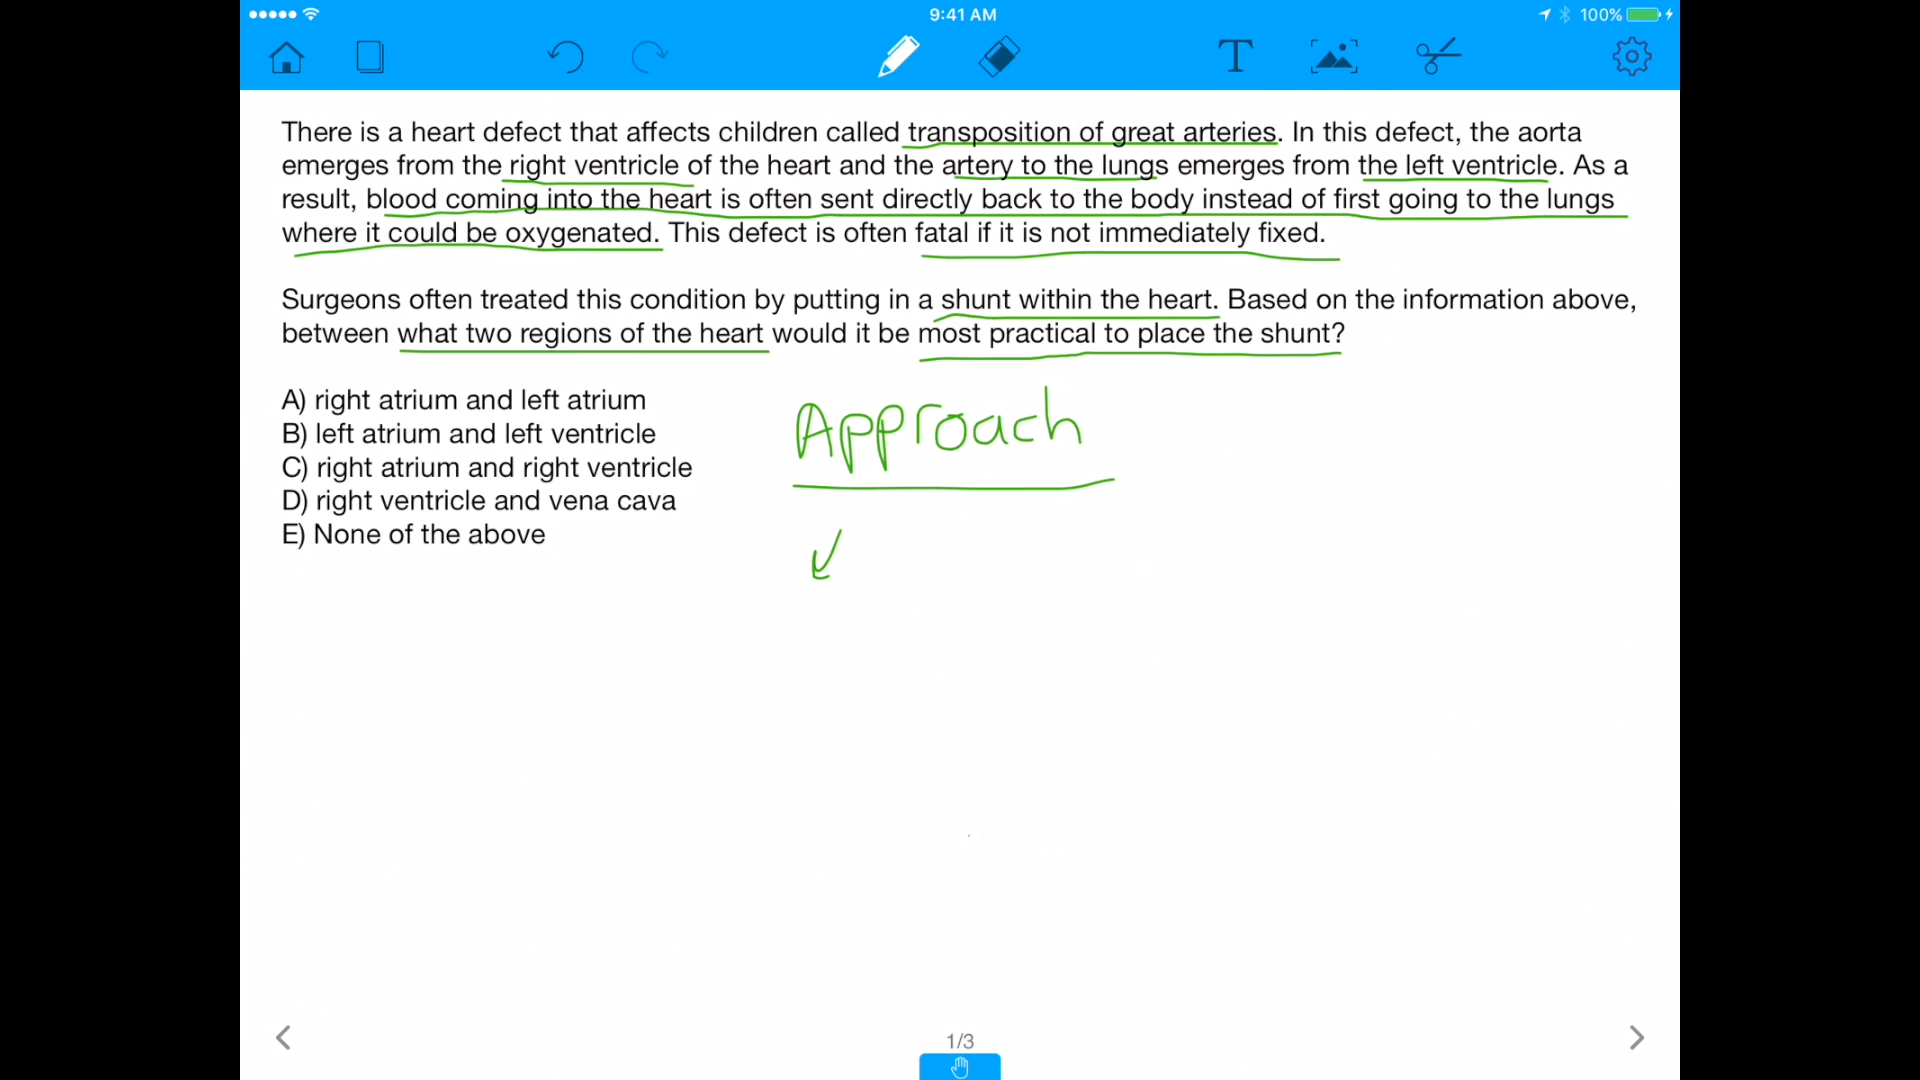 9:41 AM
100%
T
There is a heart defect that affects children called transposition of great arteries. In this defect, the aorta
emerges from the right ventricle of the heart and the artery to the lungs emerges from the left ventricle. As a
result, blood coming into the heart is often sent directly back to the body instead of first going to the lungs
where it could be oxygenated. This defect is often fatal if it is not immediately fixed.
Surgeons often treated this condition by putting in a shunt within the heart. Based on the information above,
between what two regions of the heart would it be most practical to place the shunt?
A) right atrium and left atrium
B) left atrium and left ventricle
C) right atrium and right ventricle
D) right ventricle and vena cava
E) None of the above
Approach
1/3